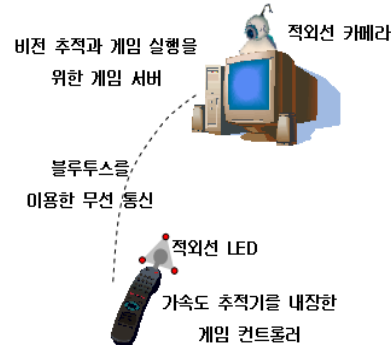 적외선 카메라
비전 추적과 게임 실행을
위한 게임 서버
블루투스를
이용한 무선 통신
적외선 LED
가속도 추적기를 내장한
게임 컨트롤러